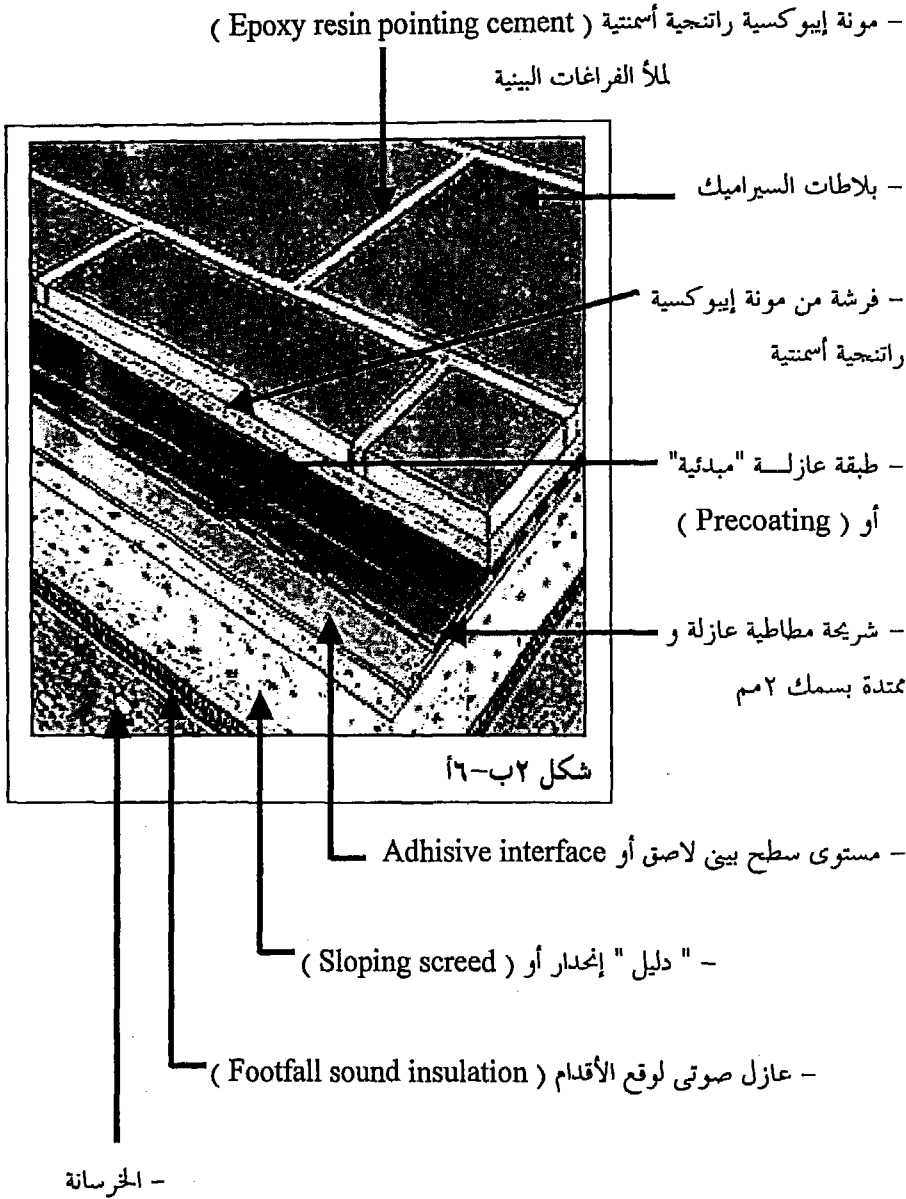 - مونة إيبوكسية راتنجية أسمنتية ( Epoxy resin pointing cement )
لملأ الفراغات البينية
- بلاطات السيراميك
- فرشة من مونة إيبوكسية
راتنجية أسمنتية
- طبقة عازلــة "مبدئية"
أو ( Precoating )
- شريحة مطاطية عازلة و
ممتدة بسمك ٢مم
شكل ٢ب-٦أ
- مستوى سطح بينى لاصق أو Adhisive interface
- " دليل " إنحدار أو ( Sloping screed )
- عازل صوتى لوقع الأقدام ( Footfall sound insulation )
- الخرسانة